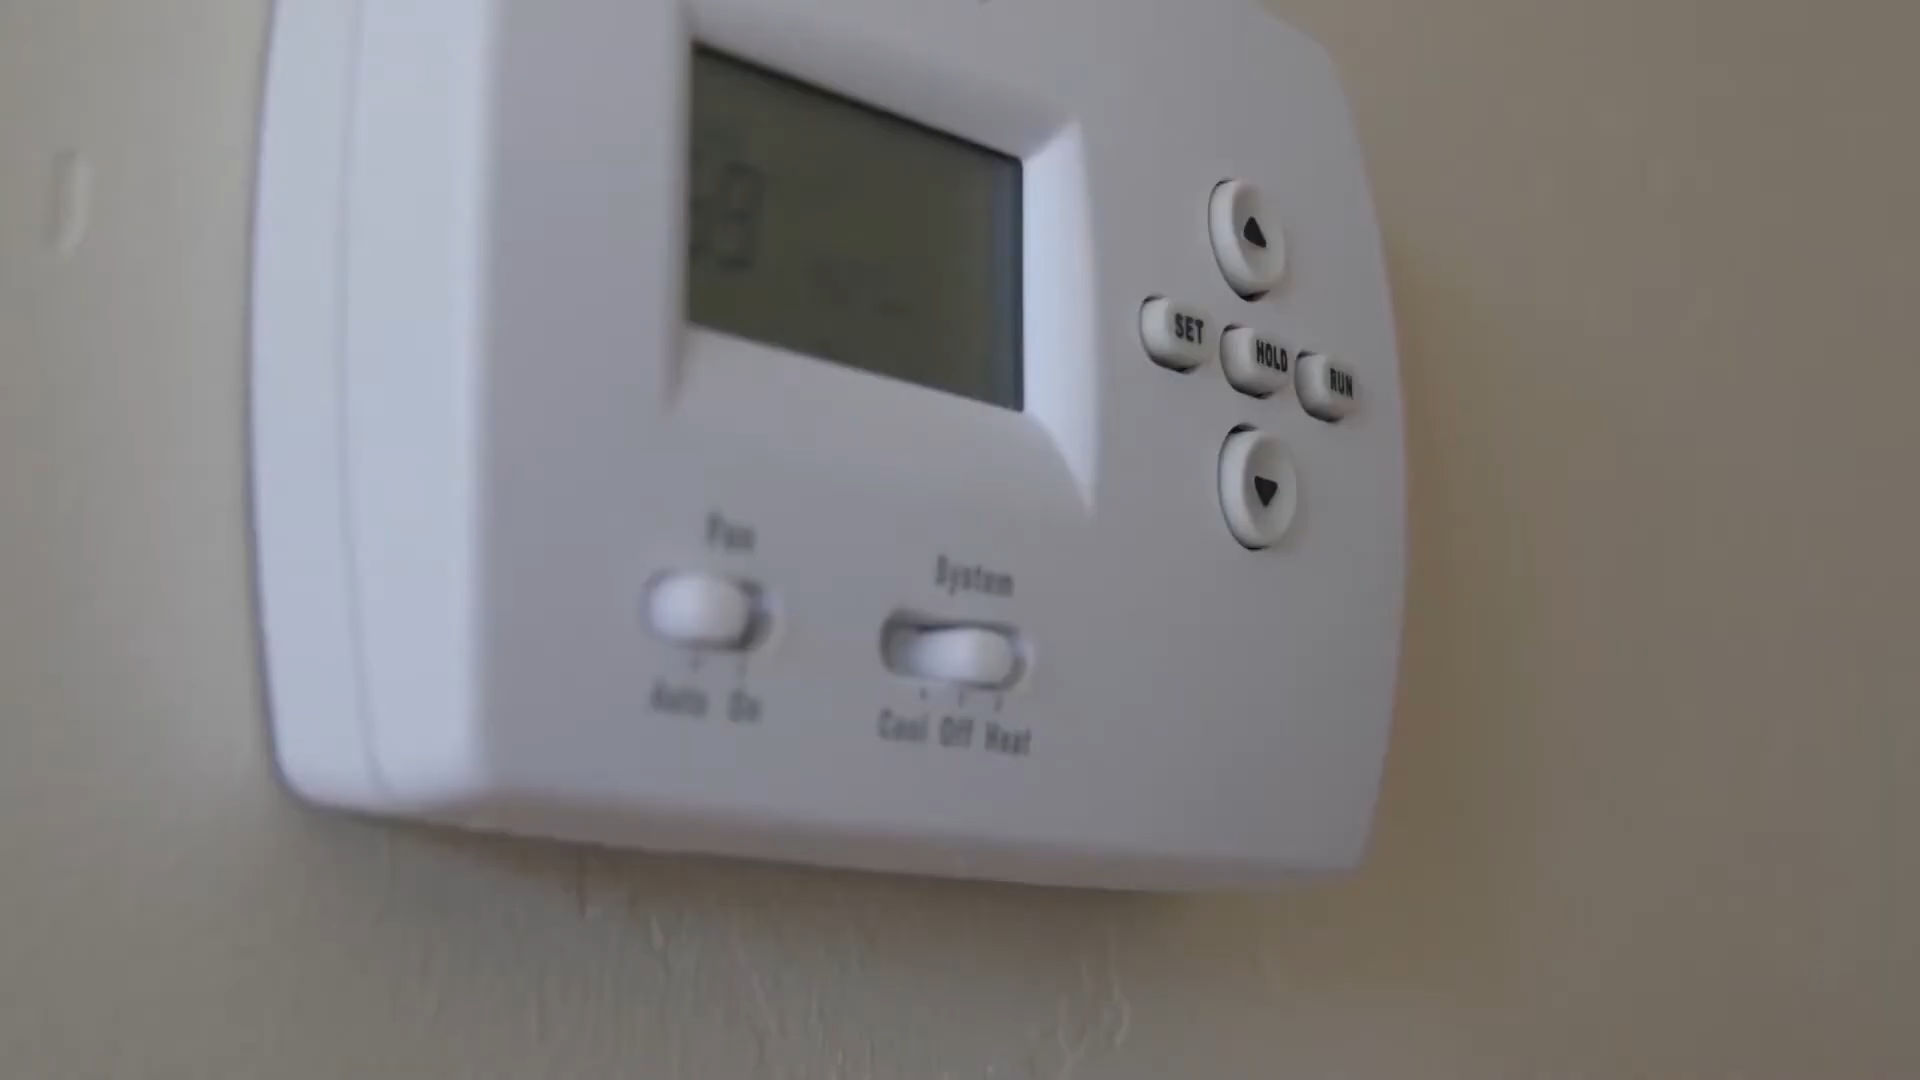 SET HOLD RUN
Fan
System
Auto On
Cool Off Heat